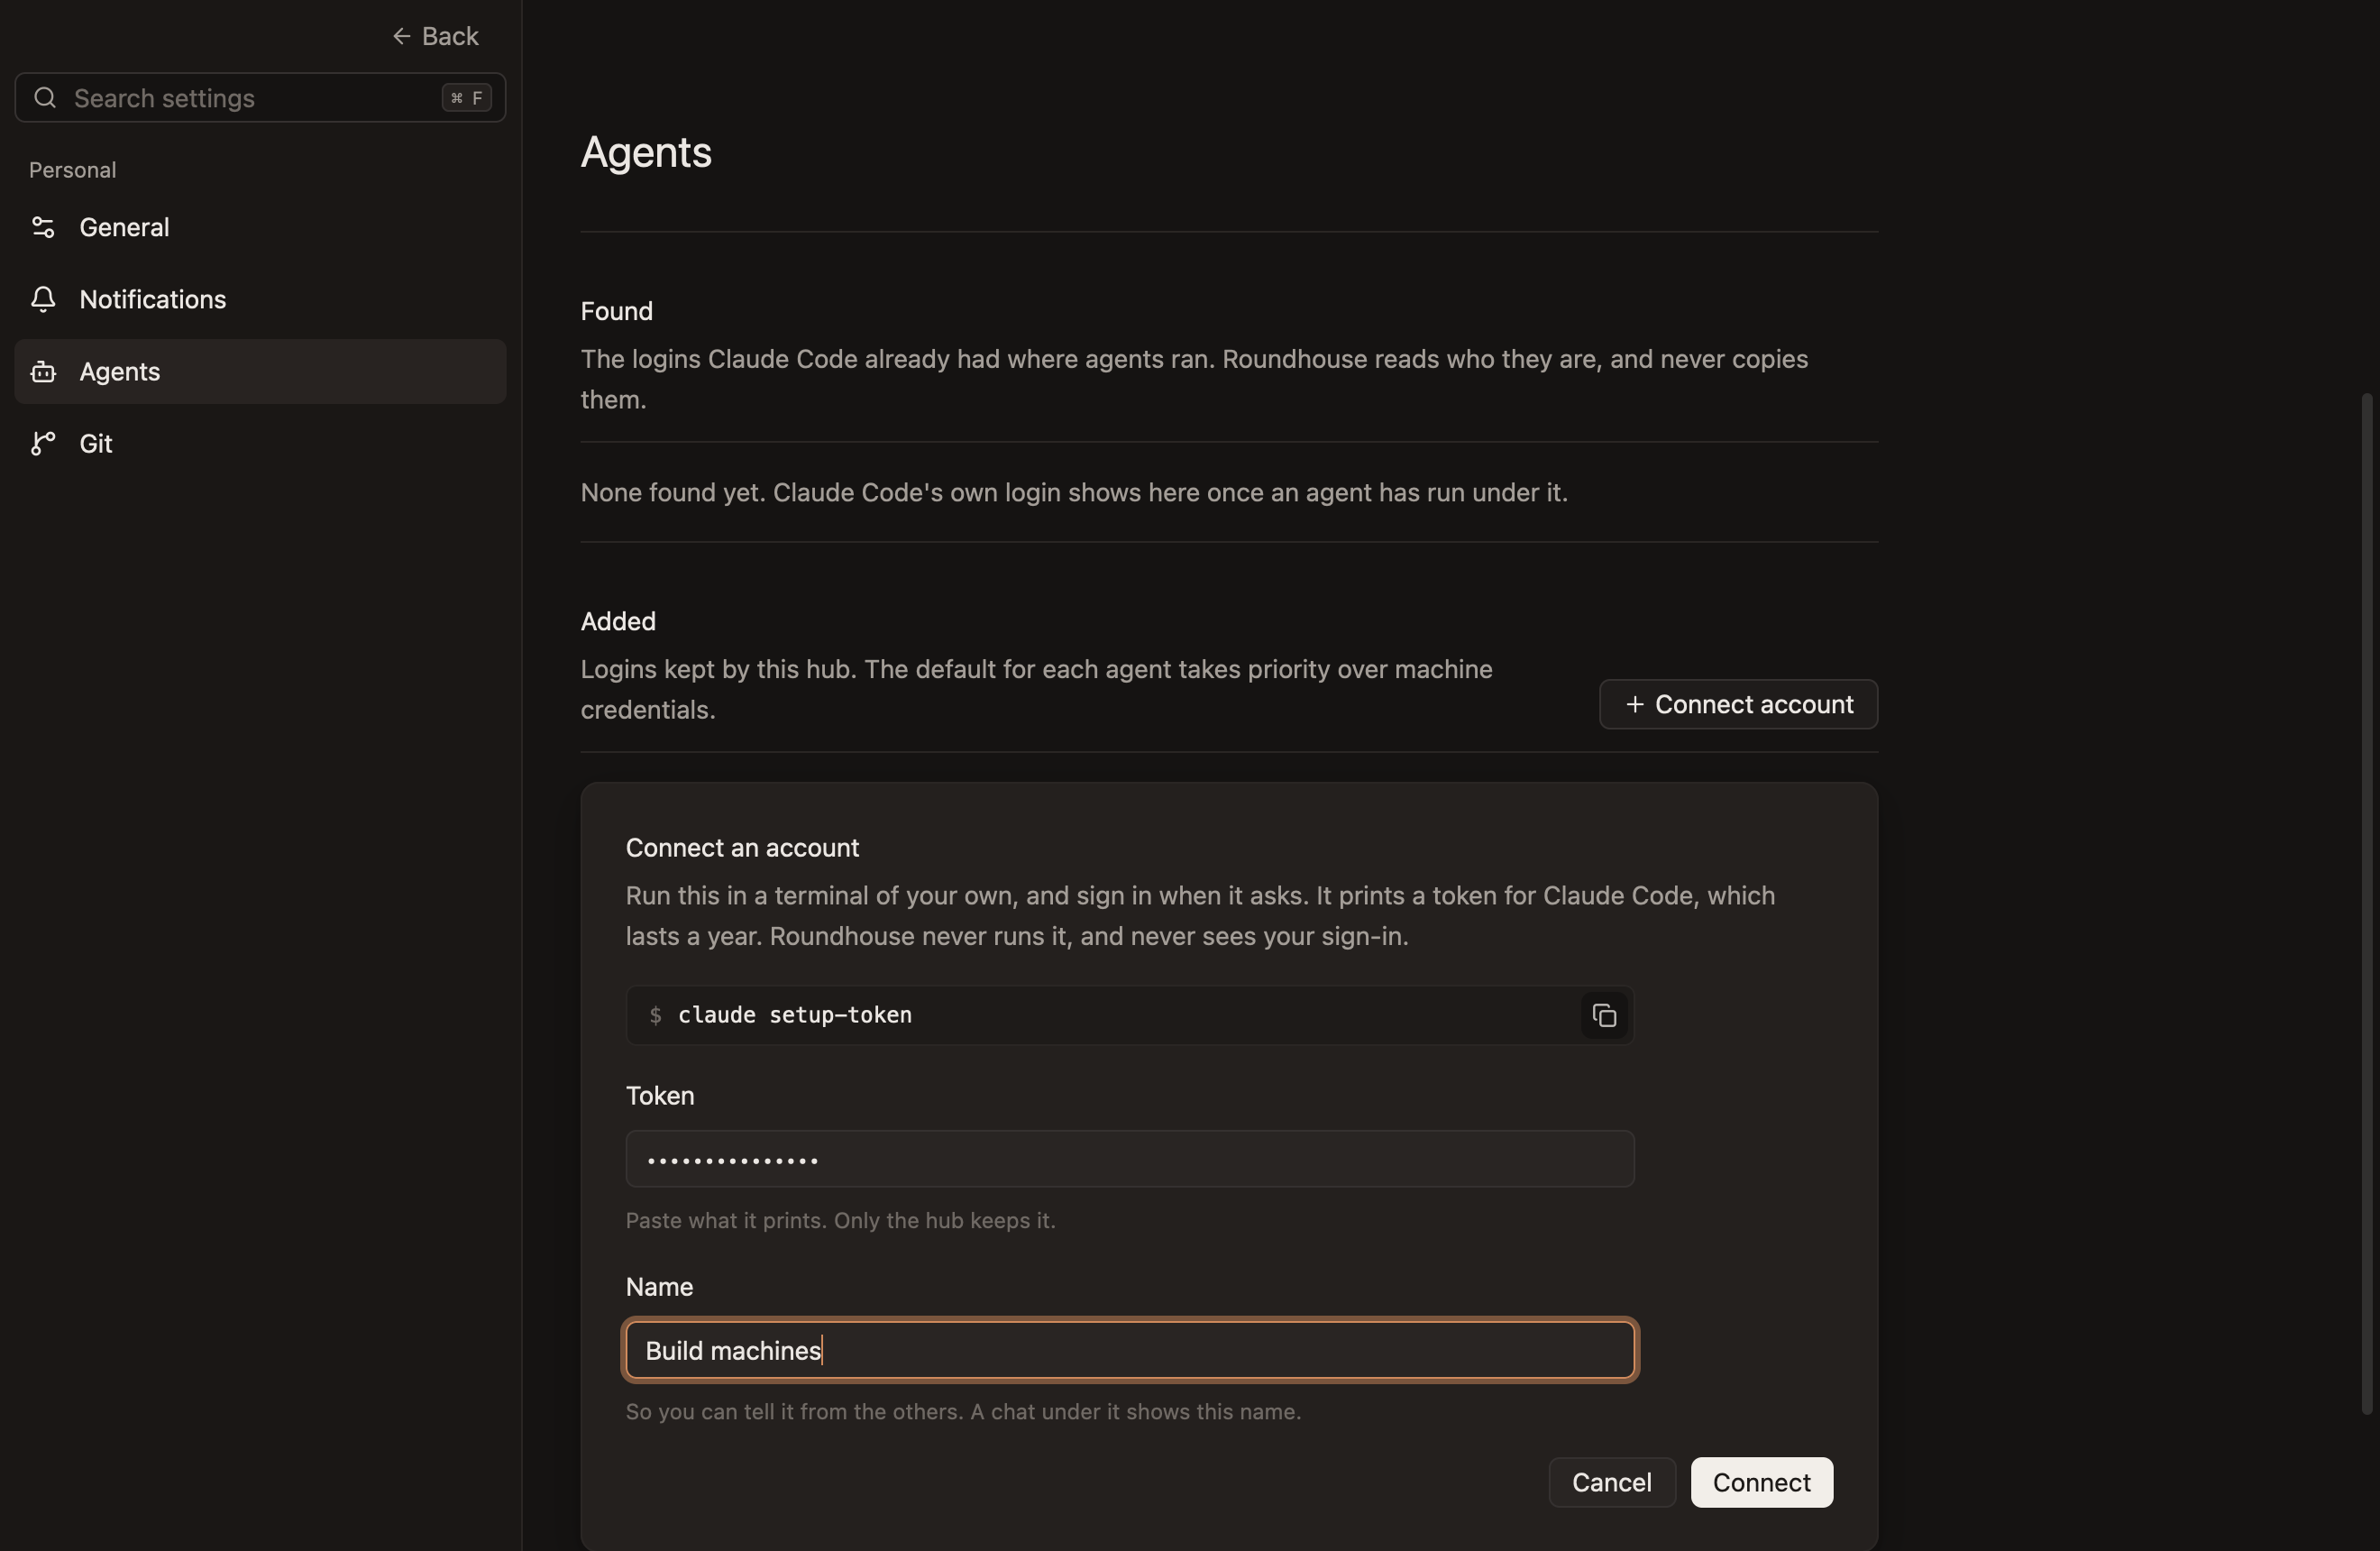 Back
Search settings
⌘ F
Personal
General
Notifications
Agents
Git
Agents
Found
The logins Claude Code already had where agents ran. Roundhouse reads who they are, and never copies
them.
None found yet. Claude Code's own login shows here once an agent has run under it.
Added
Logins kept by this hub. The default for each agent takes priority over machine
credentials.
+ Connect account
Connect an account
Run this in a terminal of your own, and sign in when it asks. It prints a token for Claude Code, which
lasts a year. Roundhouse never runs it, and never sees your sign-in.
$ claude setup-token
Token
•••••••••••••••
Paste what it prints. Only the hub keeps it.
Name
Build machines
So you can tell it from the others. A chat under it shows this name.
Cancel
Connect